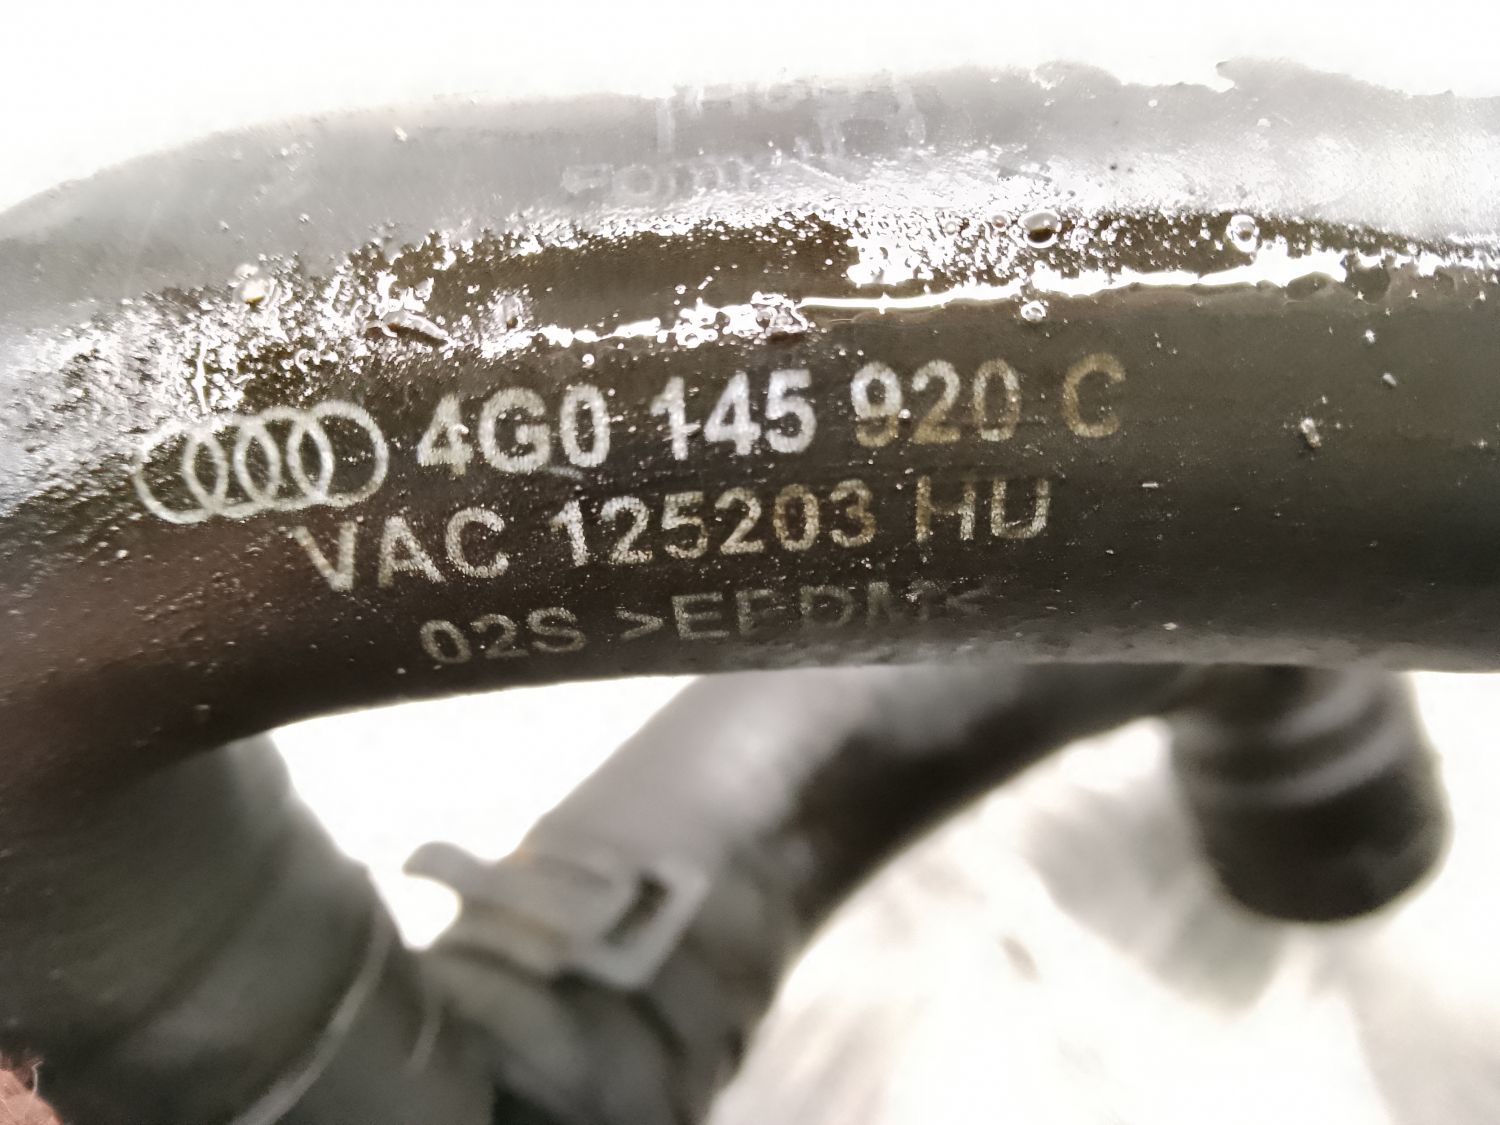 4G0 145 920 C
VAC 125203 HU
02S >EPDM<